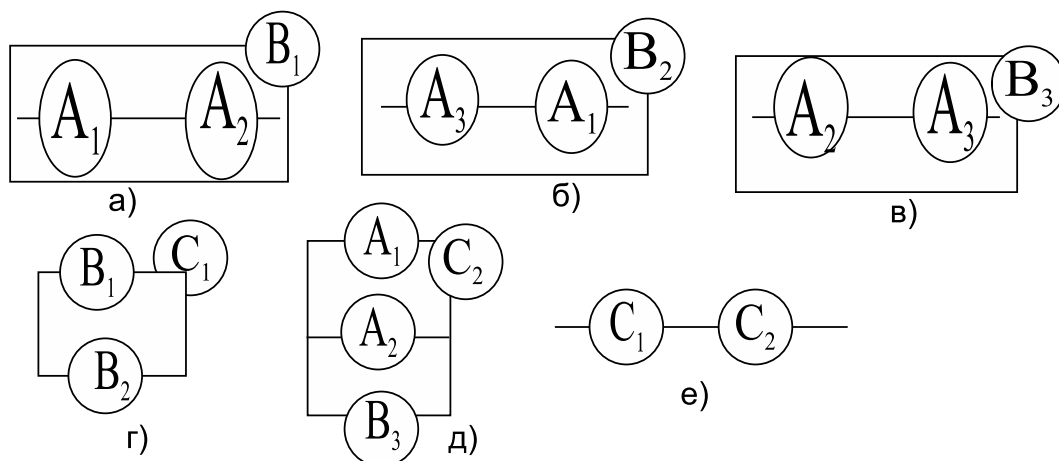 B₁
A₁ A₂
а)
B₂
A₃ A₁
б)
B₃
A₂ A₃
в)
C₁
B₁
B₂
г)
A₁
C₂
A₂
B₃
д)
C₁ C₂
е)